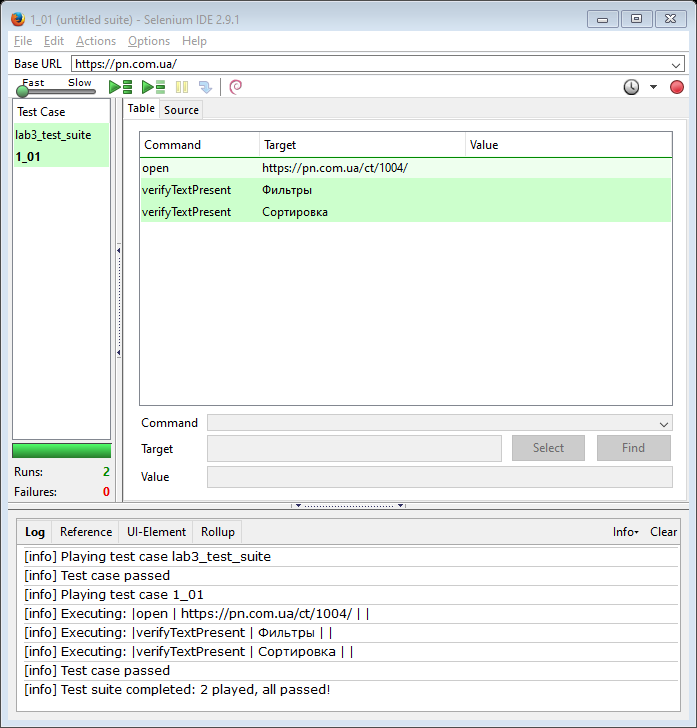 1_01 (untitled suite) - Selenium IDE 2.9.1
File Edit Actions Options Help
Base URL https://pn.com.ua/
Fast Slow
Test Case
lab3_test_suite
1_01
Runs: 2
Failures: 0
Table Source
Command Target Value
open https://pn.com.ua/ct/1004/
verifyTextPresent Фильтры
verifyTextPresent Сортировка
Command
Target Select Find
Value
Log Reference UI-Element Rollup Info Clear
[info] Playing test case lab3_test_suite
[info] Test case passed
[info] Playing test case 1_01
[info] Executing: |open | https://pn.com.ua/ct/1004/ | |
[info] Executing: |verifyTextPresent | Фильтры | |
[info] Executing: |verifyTextPresent | Сортировка | |
[info] Test case passed
[info] Test suite completed: 2 played, all passed!